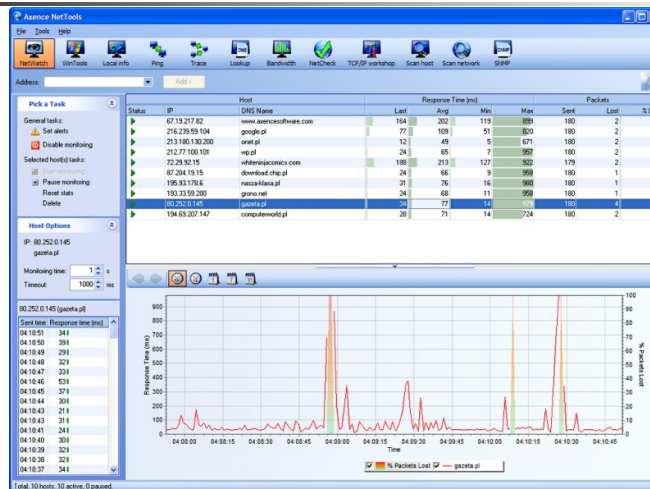 Axence NetTools
File Tools Help
NetWatch WinTools Local info Ping Trace Lookup Bandwidth NetCheck TCP/IP workshop Scan host Scan network SNMP
Address: Add
Pick a Task
General tasks:
Set alerts
Disable monitoring
Selected host(s) tasks:
Start monitoring
Pause monitoring
Reset stats
Delete
Host Options
IP: 80.252.0.145
gazeta.pl
Monitoring time: 1 s
Timeout: 1000 ms
80.252.0.145 (gazeta.pl)
Sent time Response time (ms)
04:10:51 34
04:10:50 39
04:10:49 29
04:10:48 32
04:10:47 33
04:10:46 53
04:10:45 37
04:10:44 30
04:10:43 21
04:10:43 31
04:10:41 24
04:10:40 30
04:10:39 32
04:10:38 32
04:10:37 34
Host Response Time (ms) Packets
Status IP DNS Name Last Avg Min Max Sent Lost
67.19.217.82 www.axencesoftware.com 164 202 119 899 180 2
216.239.59.104 google.pl 77 109 51 820 180 2
213.180.130.200 onet.pl 12 49 5 671 180 2
212.77.100.101 wp.pl 24 65 7 957 180 2
72.29.92.15 whiteninjacomics.com 188 213 127 922 179 2
87.204.19.15 download.chip.pl 24 66 9 958 180 1
195.93.178.6 nasza-klasa.pl 31 76 16 980 180 1
193.33.59.200 grono.net 24 68 11 958 180 1
80.252.0.145 gazeta.pl 34 77 14 180 4
194.69.207.147 computerworld.pl 28 71 14 724 180 2
Response Time (ms)
900
800
700
600
500
400
300
200
100
0
100
90
80
70
60
50
40
30
20
10
0
% Packets Lost
04:08:00 04:08:15 04:08:30 04:08:45 04:09:00 04:09:15 04:09:30 04:09:45 04:10:00 04:10:15 04:10:30 04:10:45
Time
% Packets Lost gazeta.pl
Total: 10 hosts, 10 active, 0 paused.